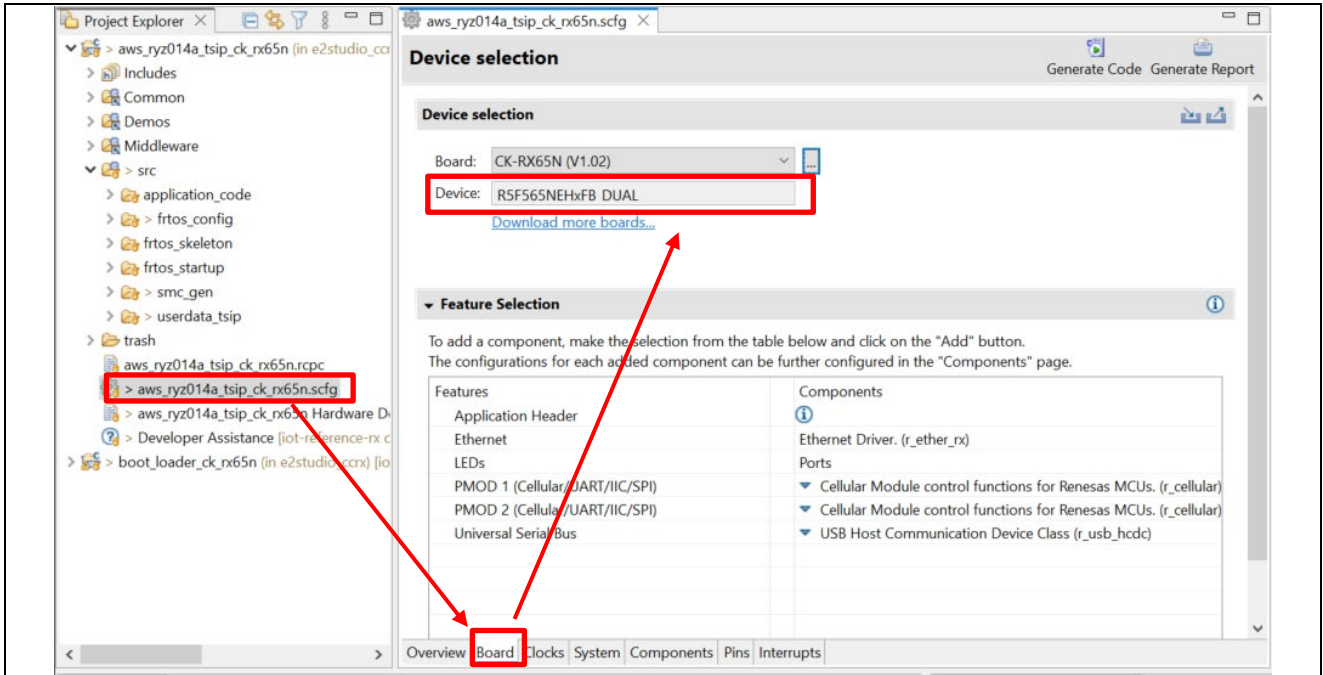 Project Explorer
> aws_ryz014a_tsip_ck_rx65n (in e2studio_ccr
Includes
Common
Demos
Middleware
> src
application_code
> frtos_config
frtos_skeleton
frtos_startup
> smc_gen
> userdata_tsip
trash
aws_ryz014a_tsip_ck_rx65n.rcpc
> aws_ryz014a_tsip_ck_rx65n.scfg
> aws_ryz014a_tsip_ck_rx65n Hardware D
> Developer Assistance [iot-reference-rx c
> boot_loader_ck_rx65n (in e2studio_ccrx) [io
aws_ryz014a_tsip_ck_rx65n.scfg
Device selection
Generate Code Generate Report
Device selection
Board: CK-RX65N (V1.02)
...
Device: R5F565NEHxFB_DUAL
Download more boards...
Feature Selection
To add a component, make the selection from the table below and click on the "Add" button.
The configurations for each added component can be further configured in the "Components" page.
Features Components
Application Header
Ethernet Ethernet Driver. (r_ether_rx)
LEDs Ports
PMOD 1 (Cellular/UART/IIC/SPI) Cellular Module control functions for Renesas MCUs. (r_cellular)
PMOD 2 (Cellular/UART/IIC/SPI) Cellular Module control functions for Renesas MCUs. (r_cellular)
Universal Serial Bus USB Host Communication Device Class (r_usb_hcdc)
Overview Board Clocks System Components Pins Interrupts